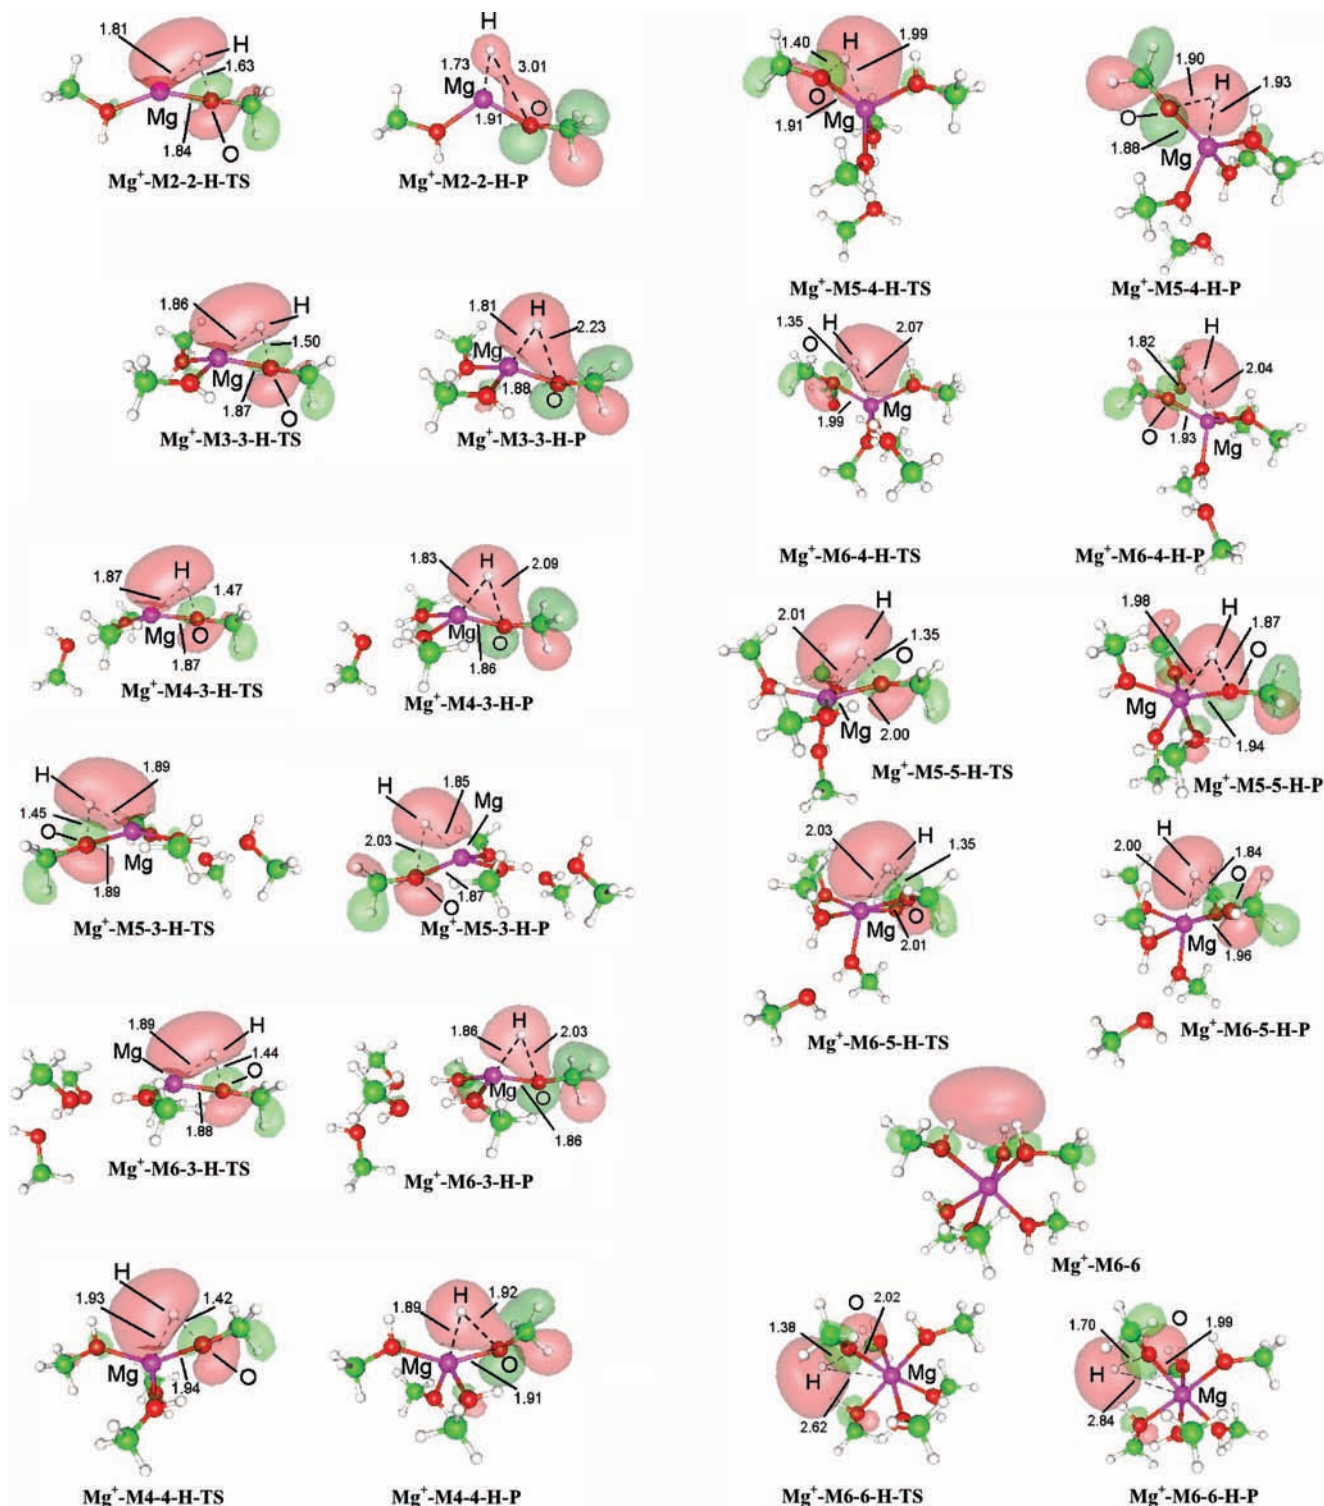 H
1.81
H
1.63
Mg
1.84
O
Mg⁺-M2-2-H-TS
H
1.73
3.01
Mg
1.91
O
Mg⁺-M2-2-H-P
1.40
H
1.99
O
1.91
Mg
Mg⁺-M5-4-H-TS
1.90
H
1.93
O
1.88
Mg
Mg⁺-M5-4-H-P
1.86
H
1.50
Mg
1.87
O
Mg⁺-M3-3-H-TS
1.81
H
2.23
Mg
1.88
O
Mg⁺-M3-3-H-P
1.35
H
2.07
O
1.99
Mg
Mg⁺-M6-4-H-TS
H
1.82
2.04
O
1.93
Mg
Mg⁺-M6-4-H-P
1.87
H
1.47
Mg
O
1.87
Mg⁺-M4-3-H-TS
1.83
H
2.09
Mg
O
1.86
Mg⁺-M4-3-H-P
2.01
H
1.35
O
Mg
2.00
Mg⁺-M5-5-H-TS
1.98
H
1.87
O
Mg
1.94
Mg⁺-M5-5-H-P
H
1.89
1.45
O
Mg
1.89
Mg⁺-M5-3-H-TS
1.85
H
Mg
2.03
1.87
O
Mg⁺-M5-3-H-P
2.03
H
1.35
O
Mg
2.01
Mg⁺-M6-5-H-TS
H
2.00
1.84
O
Mg
1.96
Mg⁺-M6-5-H-P
1.89
H
Mg
1.44
O
1.88
Mg⁺-M6-3-H-TS
1.86
H
2.03
Mg
O
1.86
Mg⁺-M6-3-H-P
Mg⁺-M6-6
H
1.93
1.42
Mg
1.94
O
Mg⁺-M4-4-H-TS
1.89
H
1.92
Mg
O
1.91
Mg⁺-M4-4-H-P
O
2.02
1.38
H
Mg
2.62
Mg⁺-M6-6-H-TS
1.70
O
1.99
H
Mg
2.84
Mg⁺-M6-6-H-P